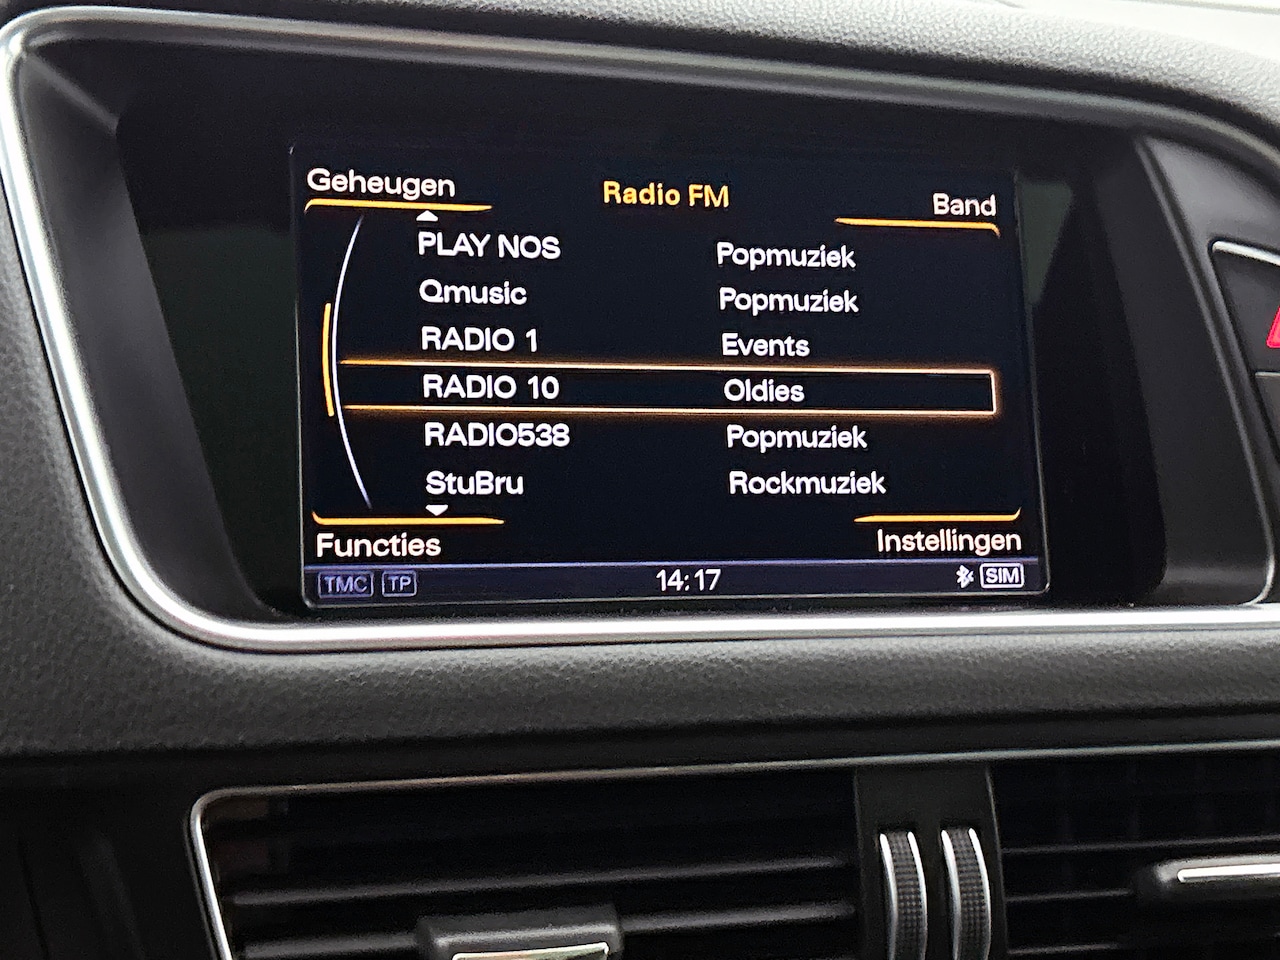 Geheugen Radio FM Band
PLAY NOS Popmuziek
Qmusic Popmuziek
RADIO 1 Events
RADIO 10 Oldies
RADIO538 Popmuziek
StuBru Rockmuziek
Functies Instellingen
TMC TP 14:17 SIM